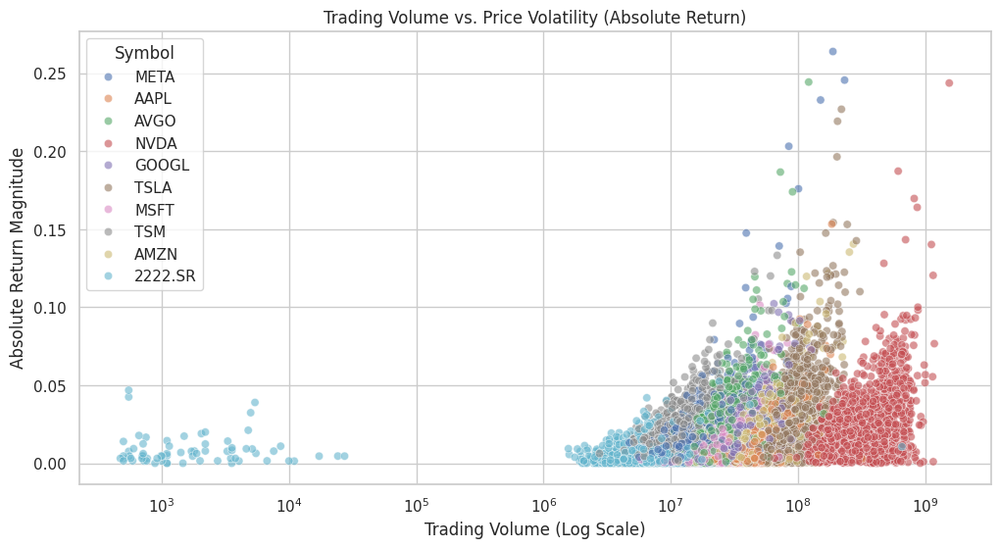 Trading Volume vs. Price Volatility (Absolute Return)
Symbol
META
AAPL
AVGO
NVDA
GOOGL
TSLA
MSFT
TSM
AMZN
2222.SR
Absolute Return Magnitude
0.25
0.20
0.15
0.10
0.05
0.00
10³ 10⁴ 10⁵ 10⁶ 10⁷ 10⁸ 10⁹
Trading Volume (Log Scale)